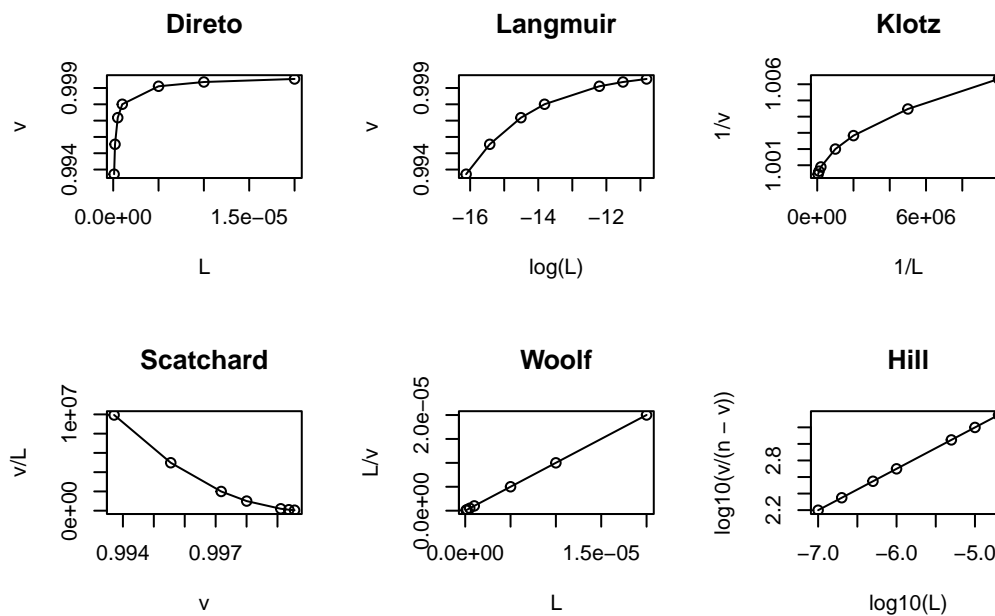 Direto
v
0.994 0.999
0.0e+00 1.5e−05
L
Langmuir
v
0.994 0.999
−16 −14 −12
log(L)
Klotz
1/v
1.001 1.006
0e+00 6e+06
1/L
Scatchard
v/L
0e+00 1e+07
0.994 0.997
v
Woolf
L/v
0.0e+00 2.0e−05
0.0e+00 1.5e−05
L
Hill
log10(v/(n − v))
2.2 2.8
−7.0 −6.0 −5.0
log10(L)